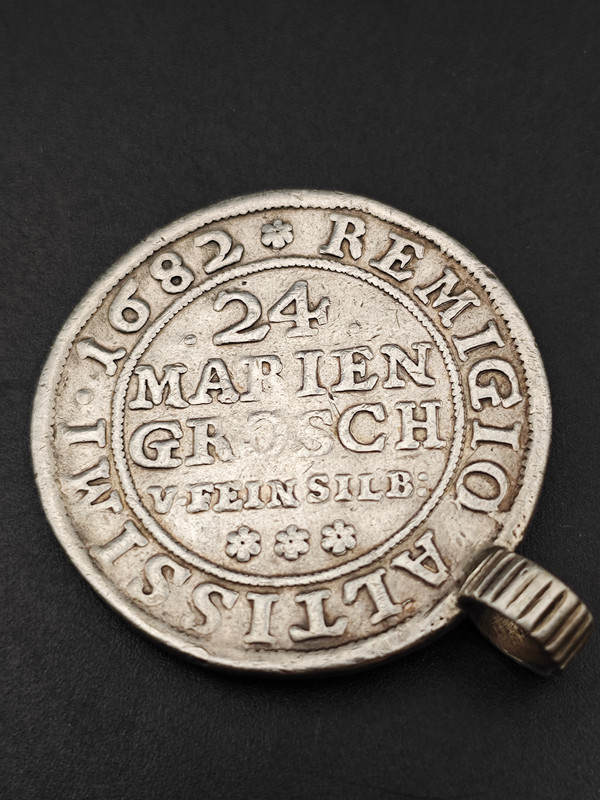 REMIGIO ALTISSIMI · 1682
24
MARIEN
GROSCH
V·FEIN SILB: